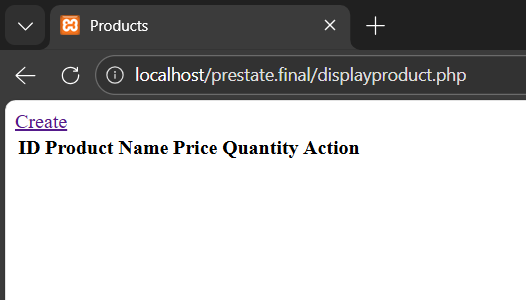 Products
localhost/prestate.final/displayproduct.php
Create
ID Product Name Price Quantity Action